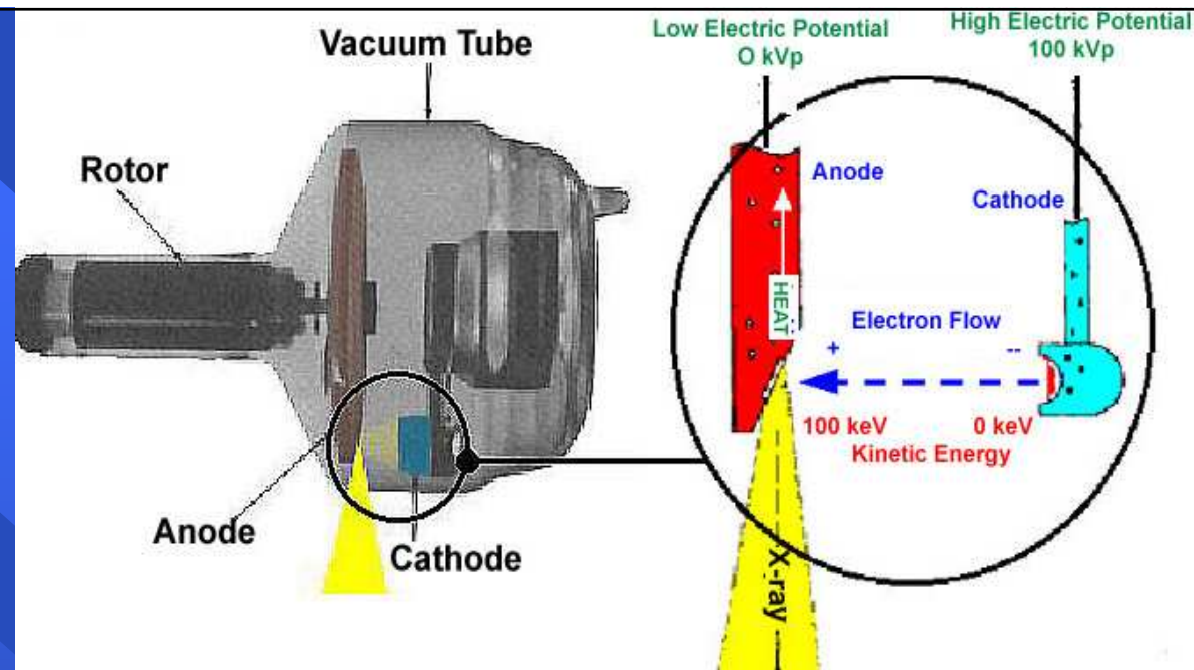 Vacuum Tube
Rotor
Anode
Cathode
Low Electric Potential
O kVp
High Electric Potential
100 kVp
Anode
Cathode
HEAT
Electron Flow
+ --
100 keV 0 keV
Kinetic Energy
X-ray